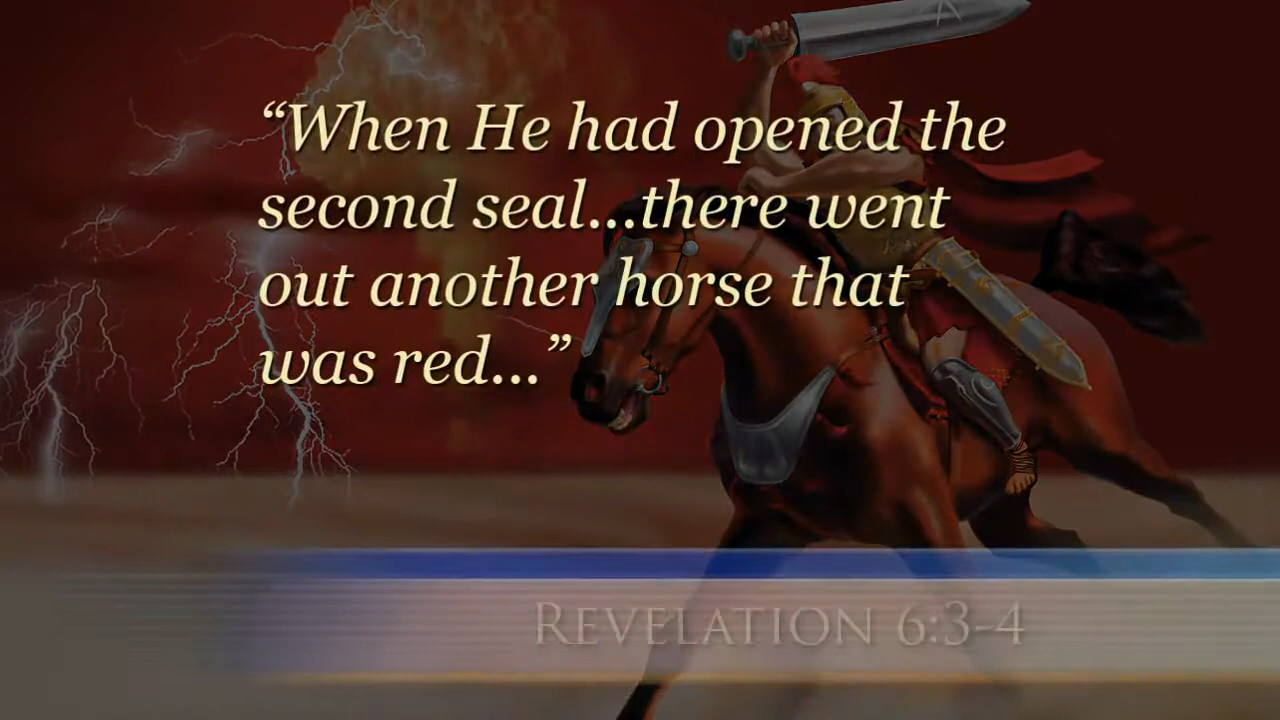 “When He had opened the
second seal...there went
out another horse that
was red...”
Revelation 6:3-4